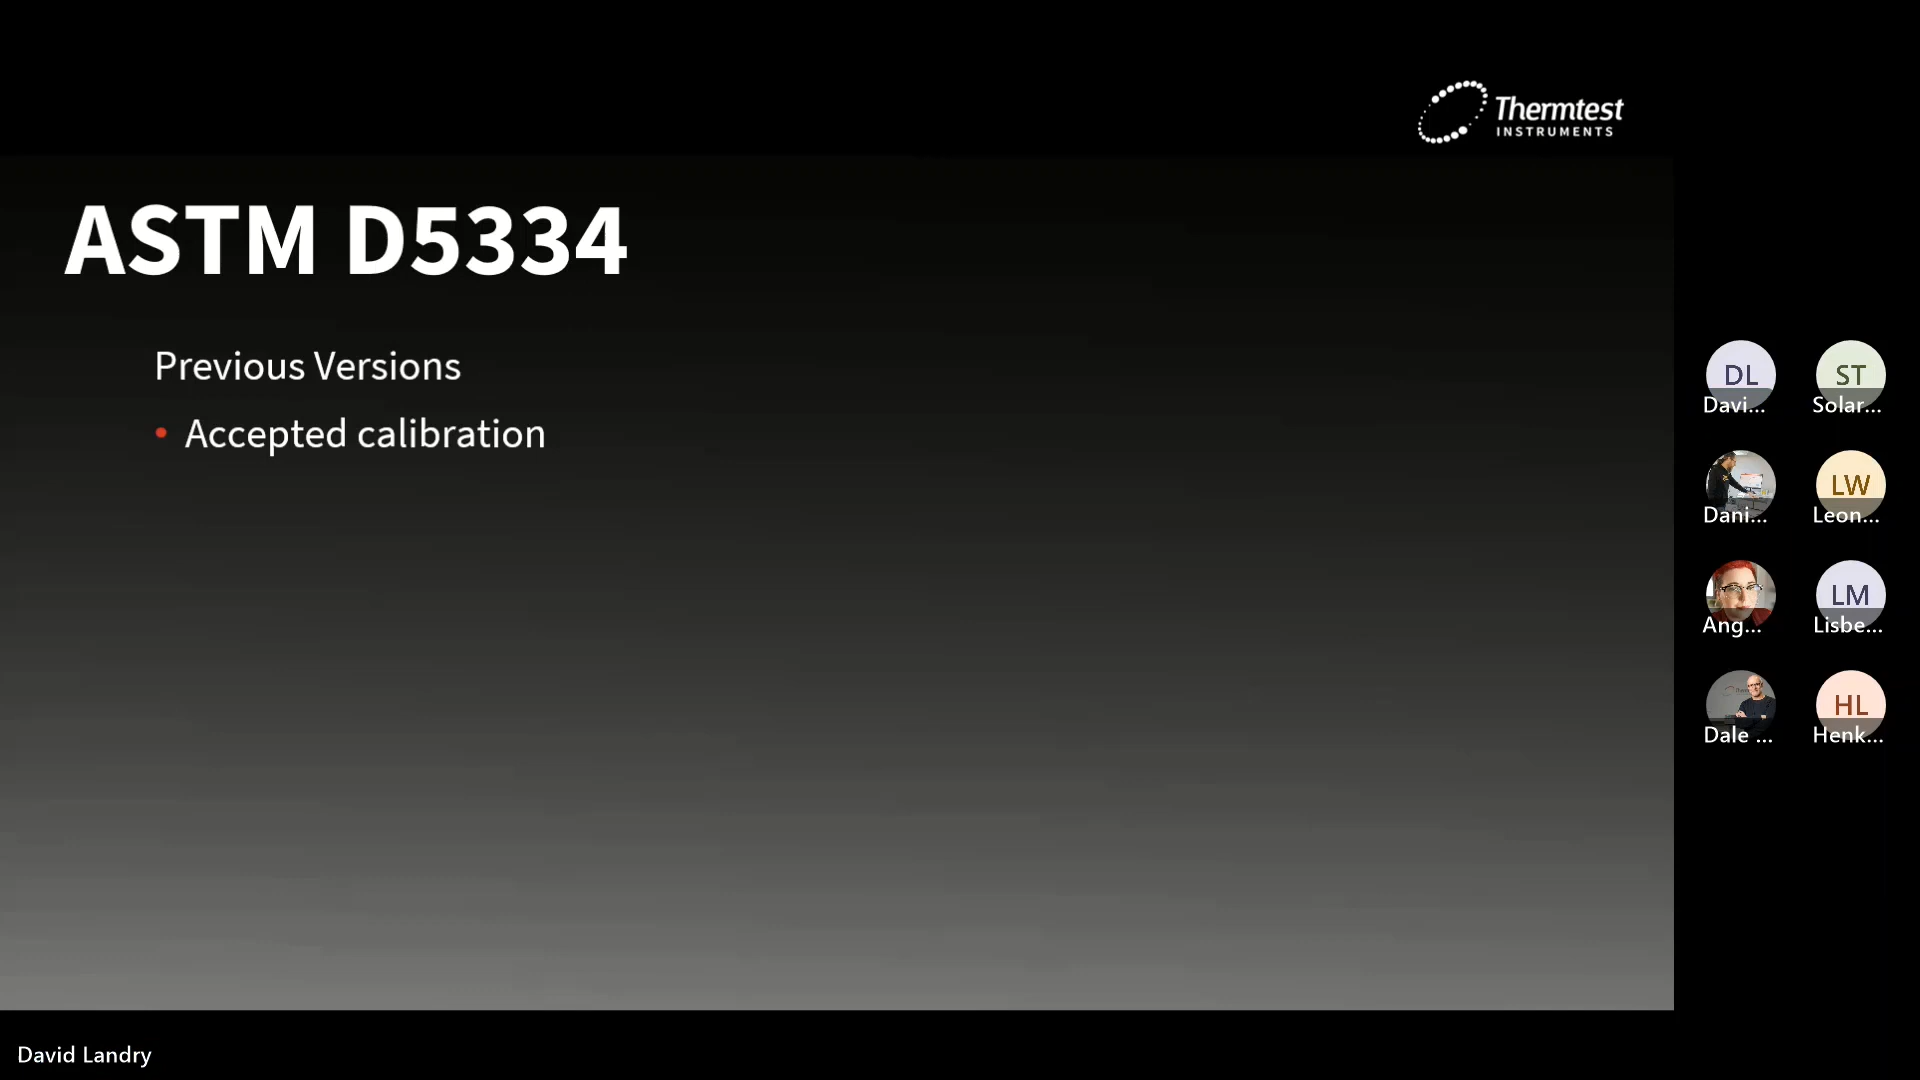 Thermtest
INSTRUMENTS
ASTM D5334
Previous Versions
• Accepted calibration
DL
Davi...
ST
Solar...
Dani...
LW
Leon...
Ang...
LM
Lisbe...
Dale ...
HL
Henk...
David Landry